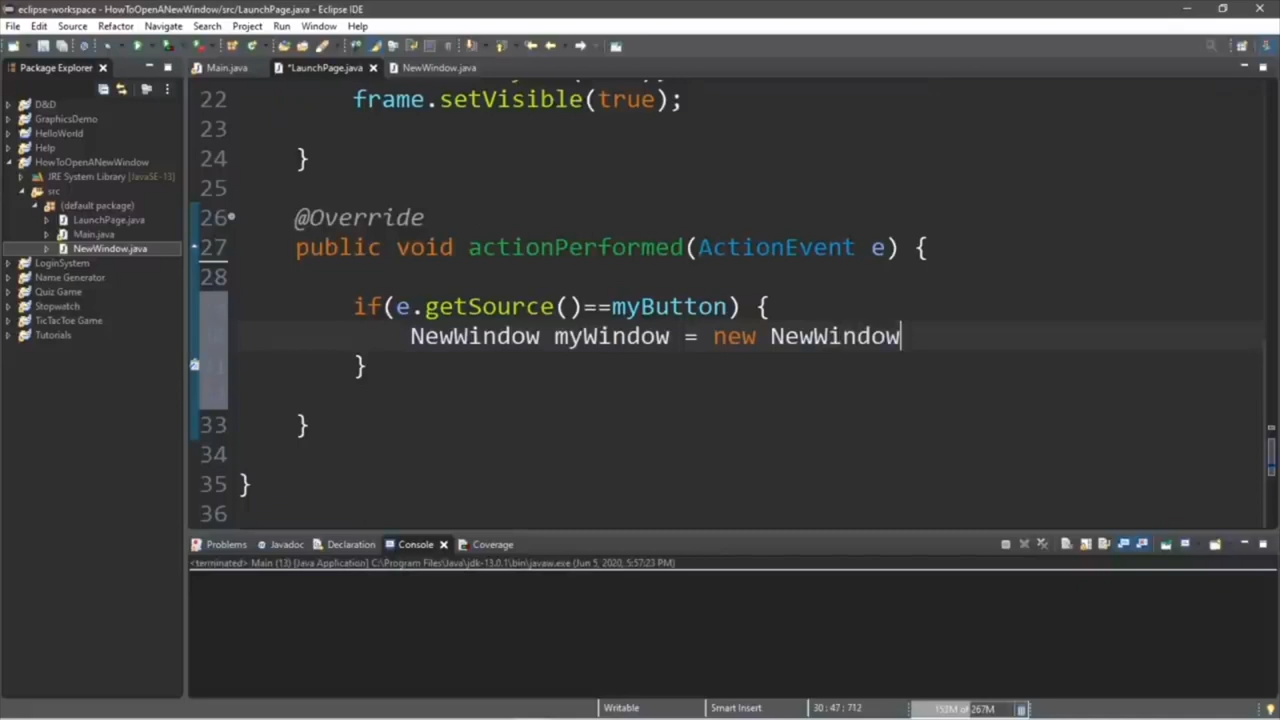 eclipse-workspace - HowToOpenANewWindow/src/LaunchPage.java - Eclipse IDE
File Edit Source Refactor Navigate Search Project Run Window Help
Package Explorer
Main.java
*LaunchPage.java
NewWindow.java
D&D
GraphicsDemo
HelloWorld
Help
HowToOpenANewWindow
JRE System Library [JavaSE-13]
src
(default package)
LaunchPage.java
Main.java
NewWindow.java
LoginSystem
Name Generator
Quiz Game
Stopwatch
TicTacToe Game
Tutorials
22 frame.setVisible(true);
23
24 }
25
26 @Override
27 public void actionPerformed(ActionEvent e) {
28
if(e.getSource()==myButton) {
NewWindow myWindow = new NewWindow
}
33 }
34
35 }
36
Problems Javadoc Declaration Console Coverage
<terminated> Main (13) [Java Application] C:\Program Files\Java\jdk-13.0.1\bin\javaw.exe (Jun 5, 2020, 5:57:23 PM)
Writable Smart Insert 30 : 47 : 712 152M of 267M